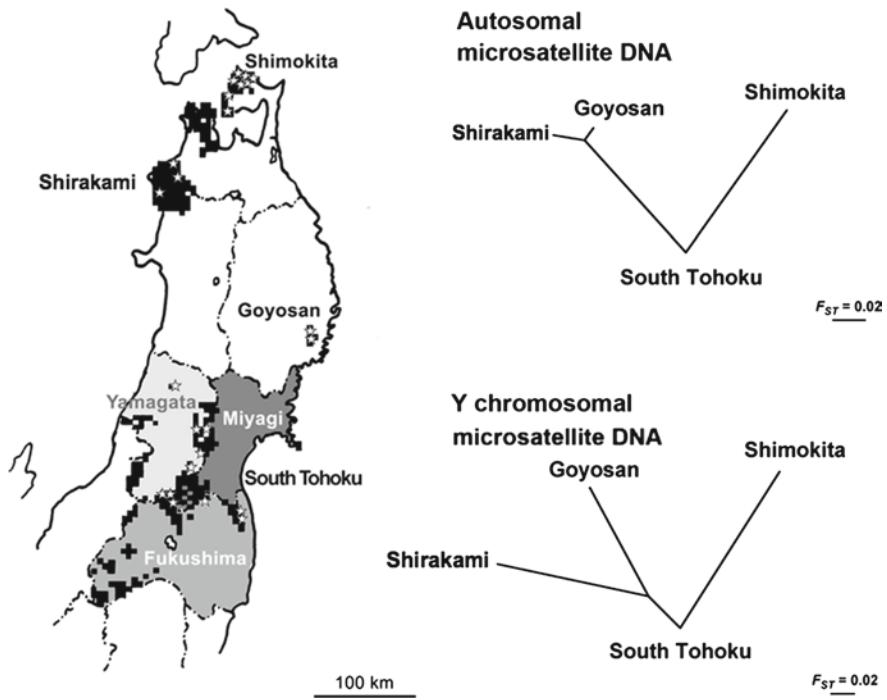 Shimokita
Shirakami
Goyosan
Yamagata
Miyagi
South Tohoku
Fukushima
100 km
Autosomal
microsatellite DNA
Shimokita
Goyosan
Shirakami
South Tohoku
FST = 0.02
Y chromosomal
microsatellite DNA
Goyosan
Shimokita
Shirakami
South Tohoku
FST = 0.02